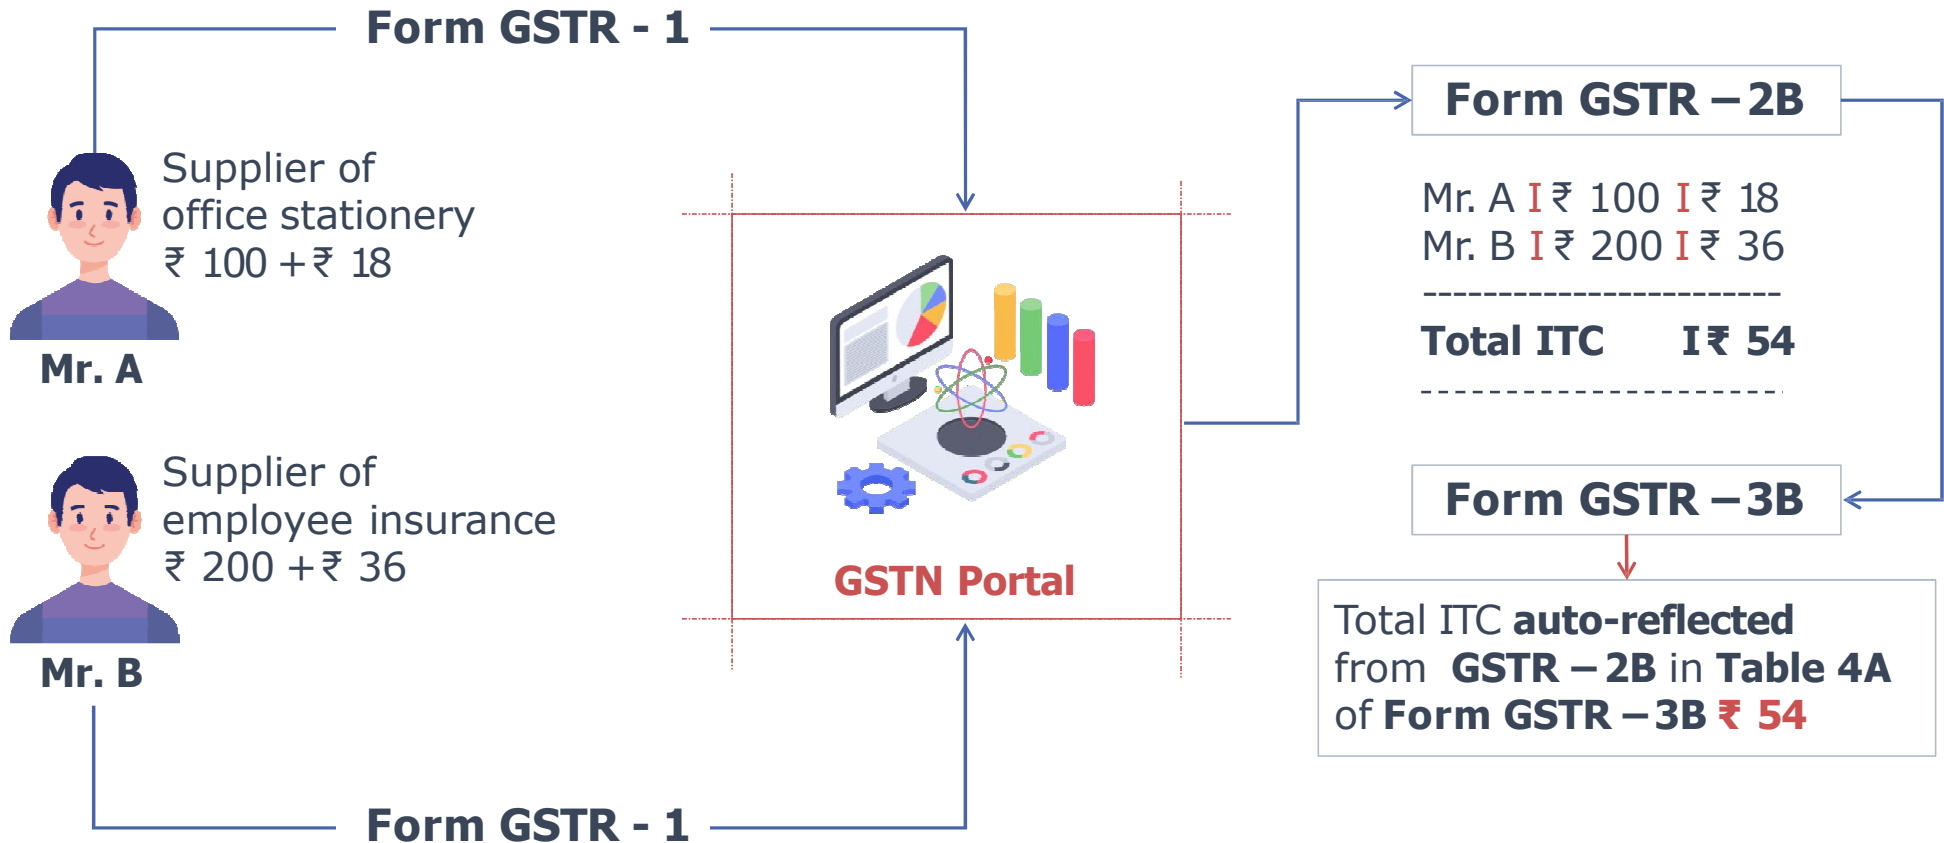 Form GSTR - 1
Supplier of
office stationery
₹ 100 + ₹ 18
Mr. A
Supplier of
employee insurance
₹ 200 + ₹ 36
Mr. B
Form GSTR - 1
GSTN Portal
Form GSTR – 2B
Mr. A I ₹ 100 I ₹ 18
Mr. B I ₹ 200 I ₹ 36
Total ITC I ₹ 54
Form GSTR – 3B
Total ITC auto-reflected
from GSTR – 2B in Table 4A
of Form GSTR – 3B ₹ 54